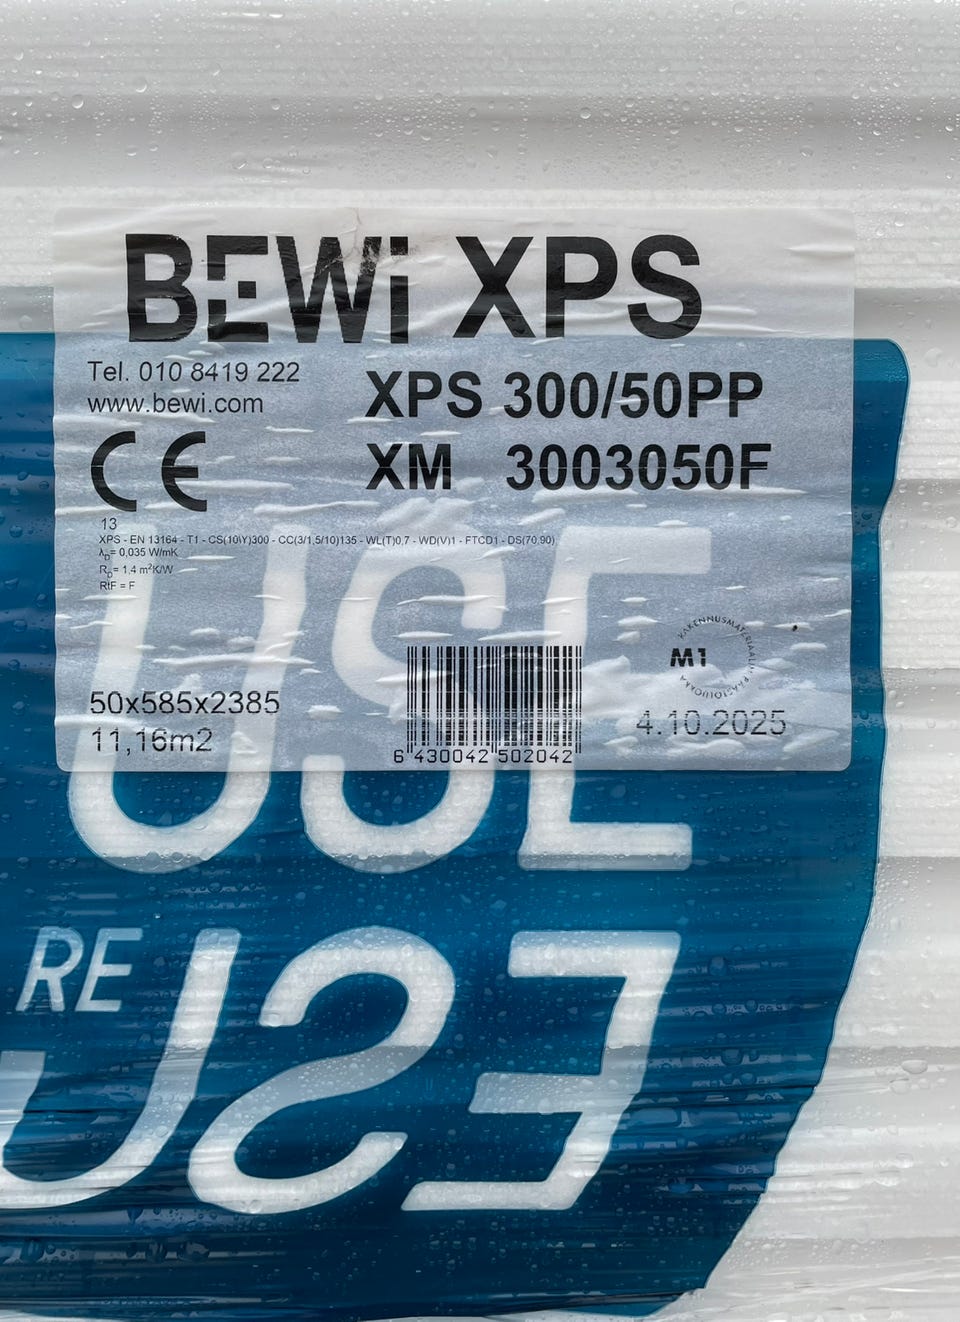 BEWi XPS
Tel. 010 8419 222
www.bewi.com
XPS 300/50PP
XM 3003050F
CE
13
XPS - EN 13164 - T1 - CS(10\Y)300 - CC(3/1,5/10)135 - WL(T)0,7 - WD(V)1 - FTCD1 - DS(70,90)
λD= 0,035 W/mK
RD= 1,4 m²K/W
RtF = F
RAKENNUSMATERIAALIN PÄÄSTÖLUOKKA
M1
50x585x2385
11,16m2
6 430042 502042
4.10.2025
USE
RE
USE